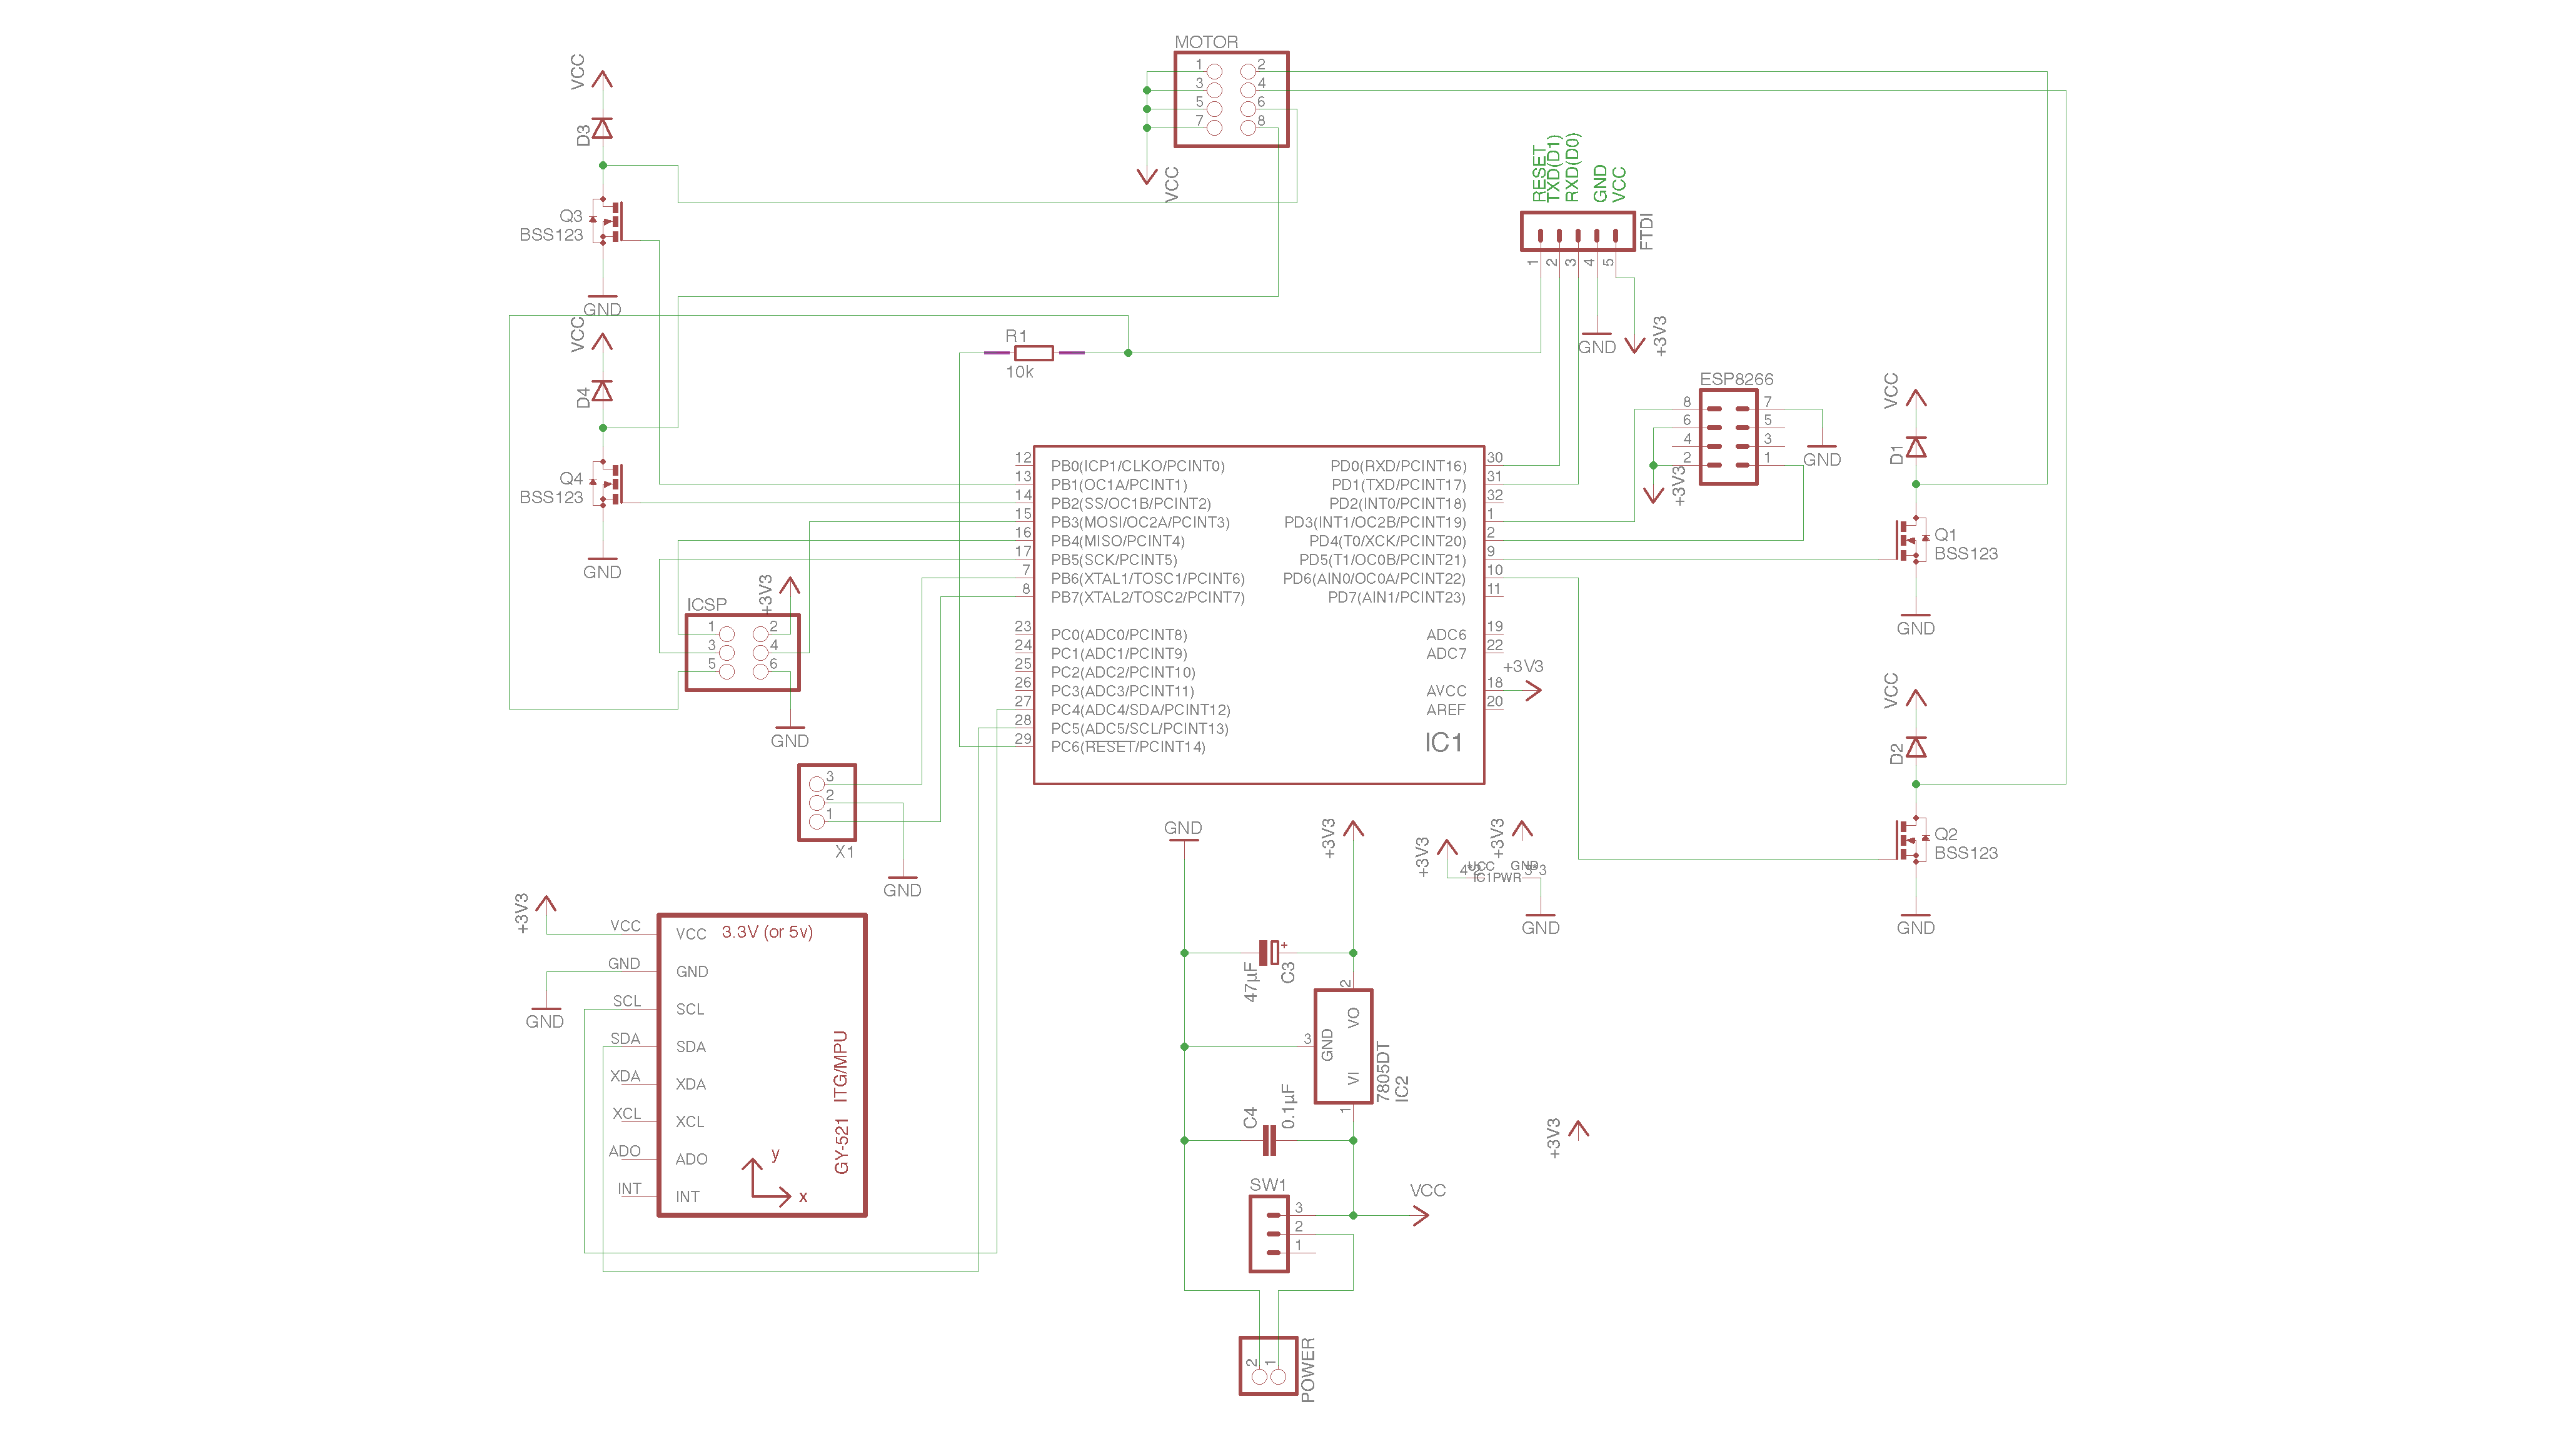 MOTOR
1 2
3 4
5 6
7 8
VCC
VCC
D3
Q3
BSS123
GND
VCC
D4
Q4
BSS123
GND
RESET
TXD(D1)
RXD(D0)
GND
VCC
FTDI
1 2 3 4 5
GND
+3V3
R1
10k
ESP8266
8 7
6 5
4 3
2 1
+3V3
GND
VCC
D1
Q1
BSS123
GND
12 PB0(ICP1/CLKO/PCINT0) PD0(RXD/PCINT16) 30
13 PB1(OC1A/PCINT1) PD1(TXD/PCINT17) 31
14 PB2(SS/OC1B/PCINT2) PD2(INT0/PCINT18) 32
15 PB3(MOSI/OC2A/PCINT3) PD3(INT1/OC2B/PCINT19) 1
16 PB4(MISO/PCINT4) PD4(T0/XCK/PCINT20) 2
17 PB5(SCK/PCINT5) PD5(T1/OC0B/PCINT21) 9
7 PB6(XTAL1/TOSC1/PCINT6) PD6(AIN0/OC0A/PCINT22) 10
8 PB7(XTAL2/TOSC2/PCINT7) PD7(AIN1/PCINT23) 11
23 PC0(ADC0/PCINT8) ADC6 19
24 PC1(ADC1/PCINT9) ADC7 22
25 PC2(ADC2/PCINT10)
26 PC3(ADC3/PCINT11) AVCC 18
27 PC4(ADC4/SDA/PCINT12) AREF 20
28 PC5(ADC5/SCL/PCINT13)
29 PC6(RESET/PCINT14)
IC1
+3V3
ICSP
+3V3
1 2
3 4
5 6
GND
3
2
1
X1
GND
VCC
D2
Q2
BSS123
GND
+3V3
GND
VCC VCC 3.3V (or 5v)
GND GND
SCL SCL
SDA SDA
XDA XDA
XCL XCL
ADO ADO
INT INT
GY-521 ITG/MPU
y
x
GND
+3V3
47µF
C3
2
3
1
GND
VO
VI
7805DT
IC2
C4
0.1µF
SW1
3
2
1
VCC
2 1
POWER
+3V3
+3V3
VCC GND
IC1PWR
GND
+3V3